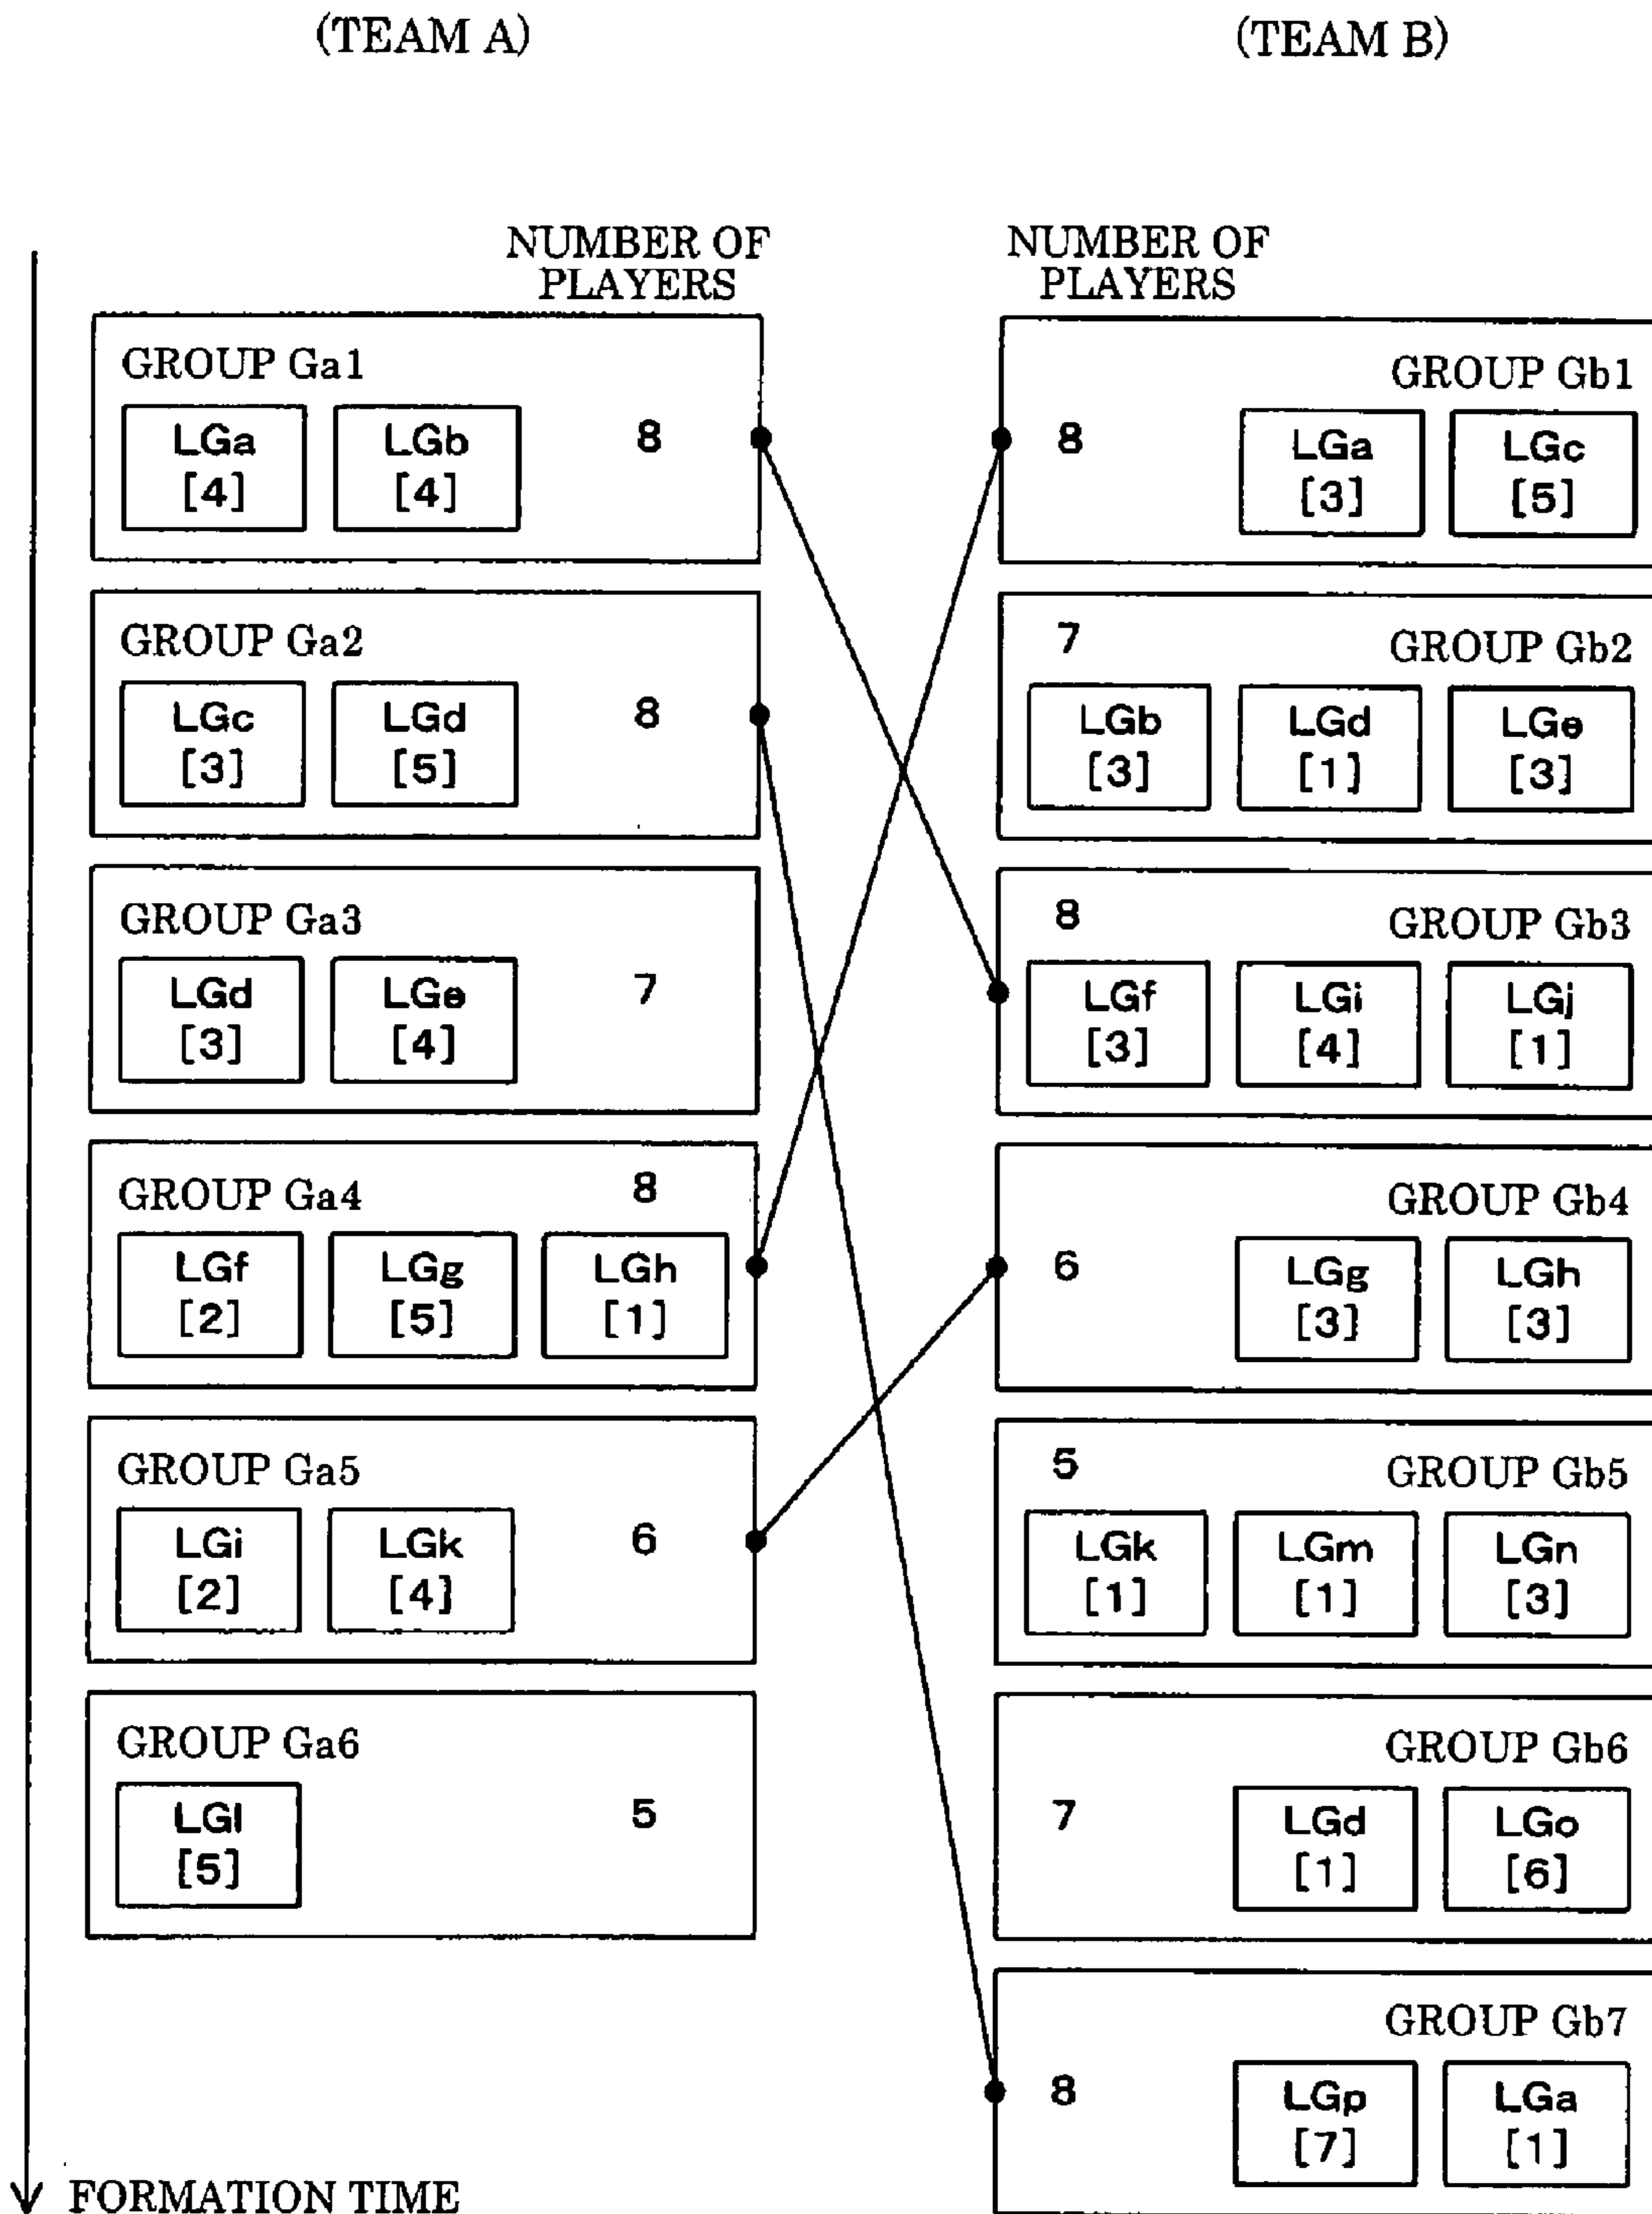 (TEAM A)
(TEAM B)
NUMBER OF
PLAYERS
NUMBER OF
PLAYERS
GROUP Ga1
LGa
[4]
LGb
[4]
8
GROUP Ga2
LGc
[3]
LGd
[5]
8
GROUP Ga3
LGd
[3]
LGe
[4]
7
GROUP Ga4
8
LGf
[2]
LGg
[5]
LGh
[1]
GROUP Ga5
LGi
[2]
LGk
[4]
6
GROUP Ga6
LGl
[5]
5
GROUP Gb1
8
LGa
[3]
LGc
[5]
7
GROUP Gb2
LGb
[3]
LGd
[1]
LGe
[3]
8
GROUP Gb3
LGf
[3]
LGi
[4]
LGj
[1]
GROUP Gb4
6
LGg
[3]
LGh
[3]
5
GROUP Gb5
LGk
[1]
LGm
[1]
LGn
[3]
GROUP Gb6
7
LGd
[1]
LGo
[6]
GROUP Gb7
8
LGp
[7]
LGa
[1]
FORMATION TIME